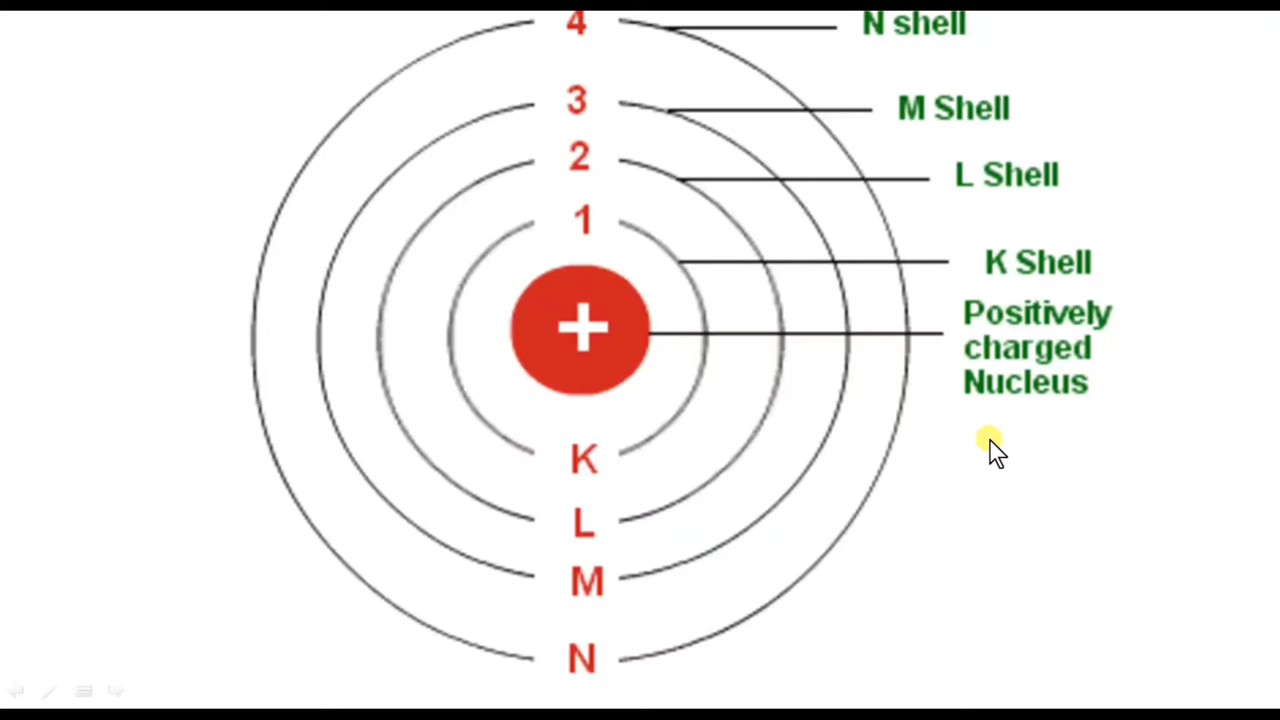 4
N shell
3
M Shell
2
L Shell
1
K Shell
+
Positively
charged
Nucleus
K
L
M
N